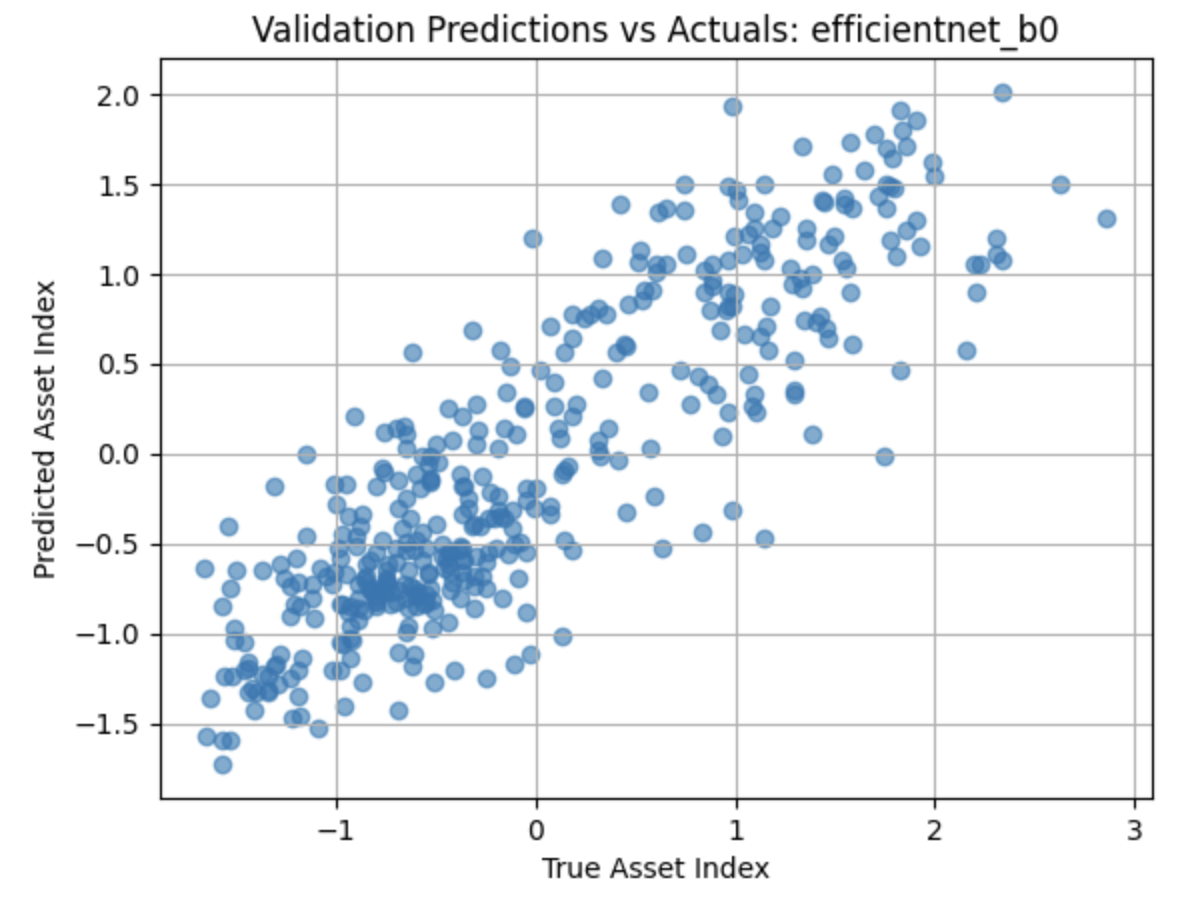 Validation Predictions vs Actuals: efficientnet_b0
2.0
1.5
1.0
0.5
0.0
−0.5
−1.0
−1.5
Predicted Asset Index
−1 0 1 2 3
True Asset Index